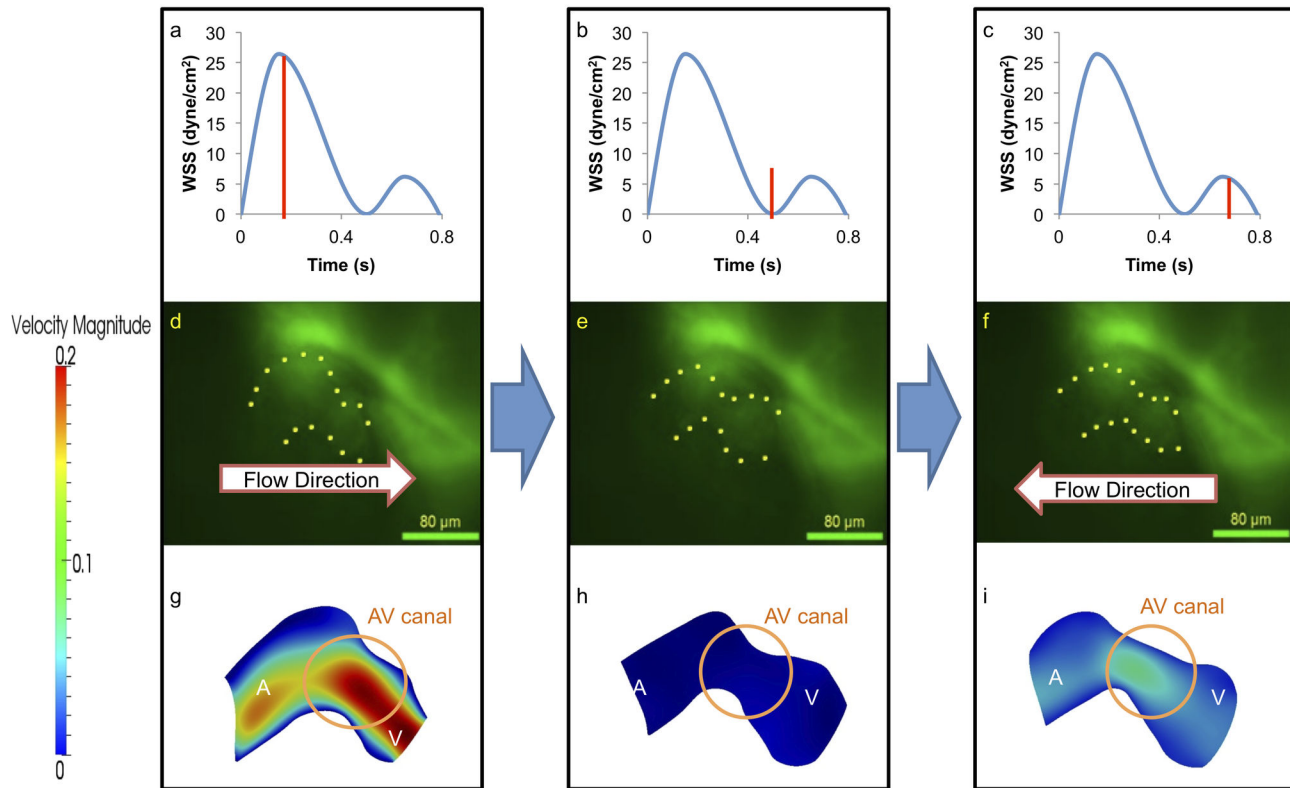 a
30
25
20
15
10
5
0
WSS (dyne/cm²)
0
0.4
0.8
Time (s)
b
30
25
20
15
10
5
0
WSS (dyne/cm²)
0
0.4
0.8
Time (s)
c
30
25
20
15
10
5
0
WSS (dyne/cm²)
0
0.4
0.8
Time (s)
Velocity Magnitude
0.2
0.1
0
d
Flow Direction
80 µm
e
80 µm
f
Flow Direction
80 µm
g
AV canal
A
V
h
AV canal
A
V
i
AV canal
A
V